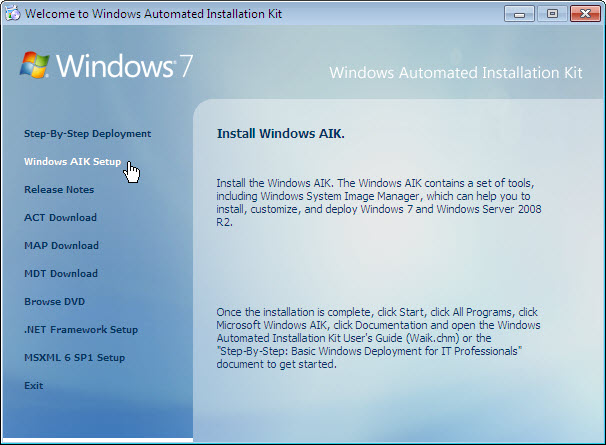 Welcome to Windows Automated Installation Kit
Windows 7
Windows Automated Installation Kit
Step-By-Step Deployment
Windows AIK Setup
Release Notes
ACT Download
MAP Download
MDT Download
Browse DVD
.NET Framework Setup
MSXML 6 SP1 Setup
Exit
Install Windows AIK.
Install the Windows AIK. The Windows AIK contains a set of tools,
including Windows System Image Manager, which can help you to
install, customize, and deploy Windows 7 and Windows Server 2008
R2.
Once the installation is complete, click Start, click All Programs, click
Microsoft Windows AIK, click Documentation and open the Windows
Automated Installation Kit User's Guide (Waik.chm) or the
"Step-By-Step: Basic Windows Deployment for IT Professionals"
document to get started.